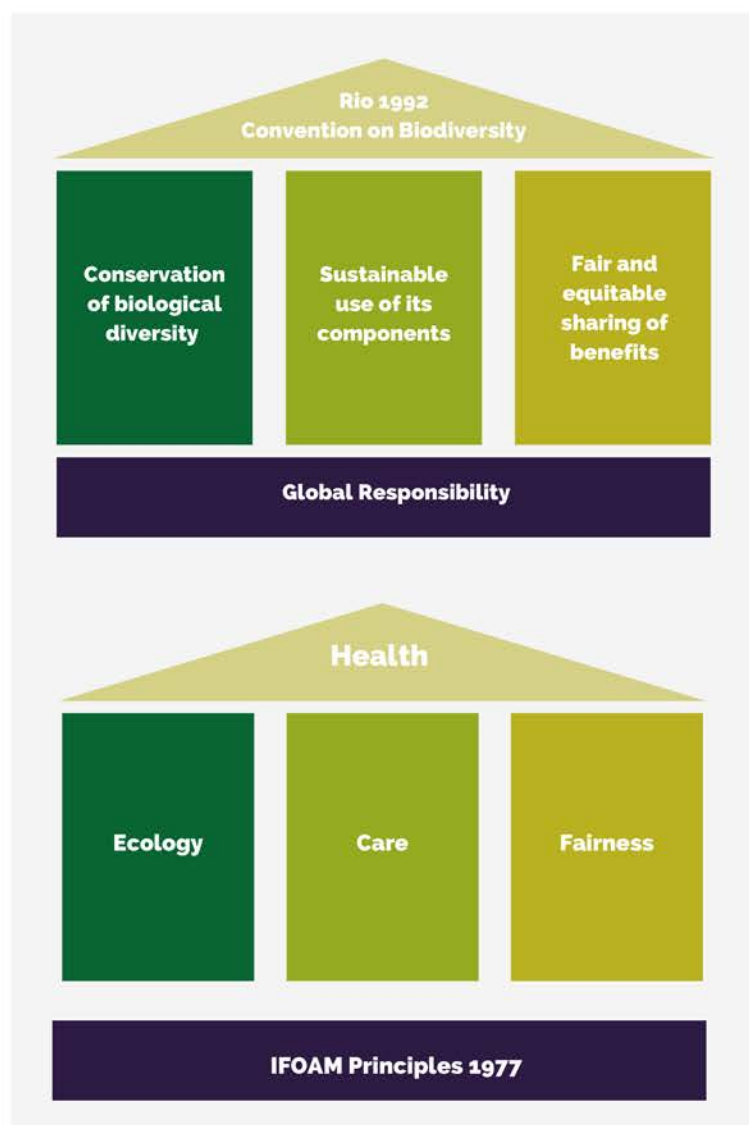 Rio 1992
Convention on Biodiversity
Conservation
of biological
diversity
Sustainable
use of its
components
Fair and
equitable
sharing of
benefits
Global Responsibility
Health
Ecology
Care
Fairness
IFOAM Principles 1977